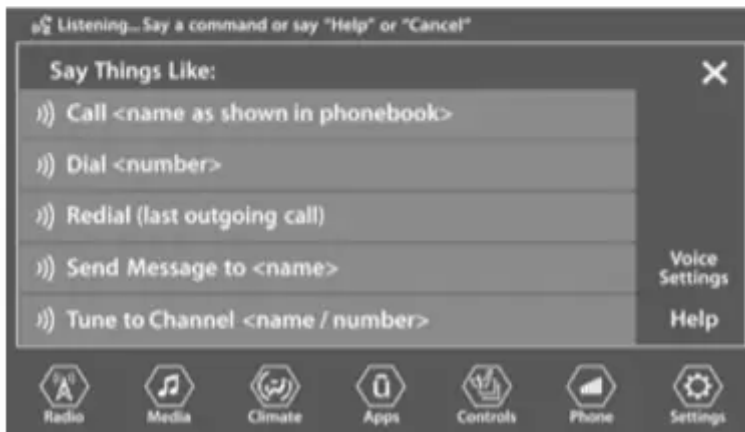 Listening... Say a command or say "Help" or "Cancel"
Say Things Like:
Call <name as shown in phonebook>
Dial <number>
Redial (last outgoing call)
Send Message to <name>
Tune to Channel <name / number>
Voice
Settings
Help
Radio
Media
Climate
Apps
Controls
Phone
Settings